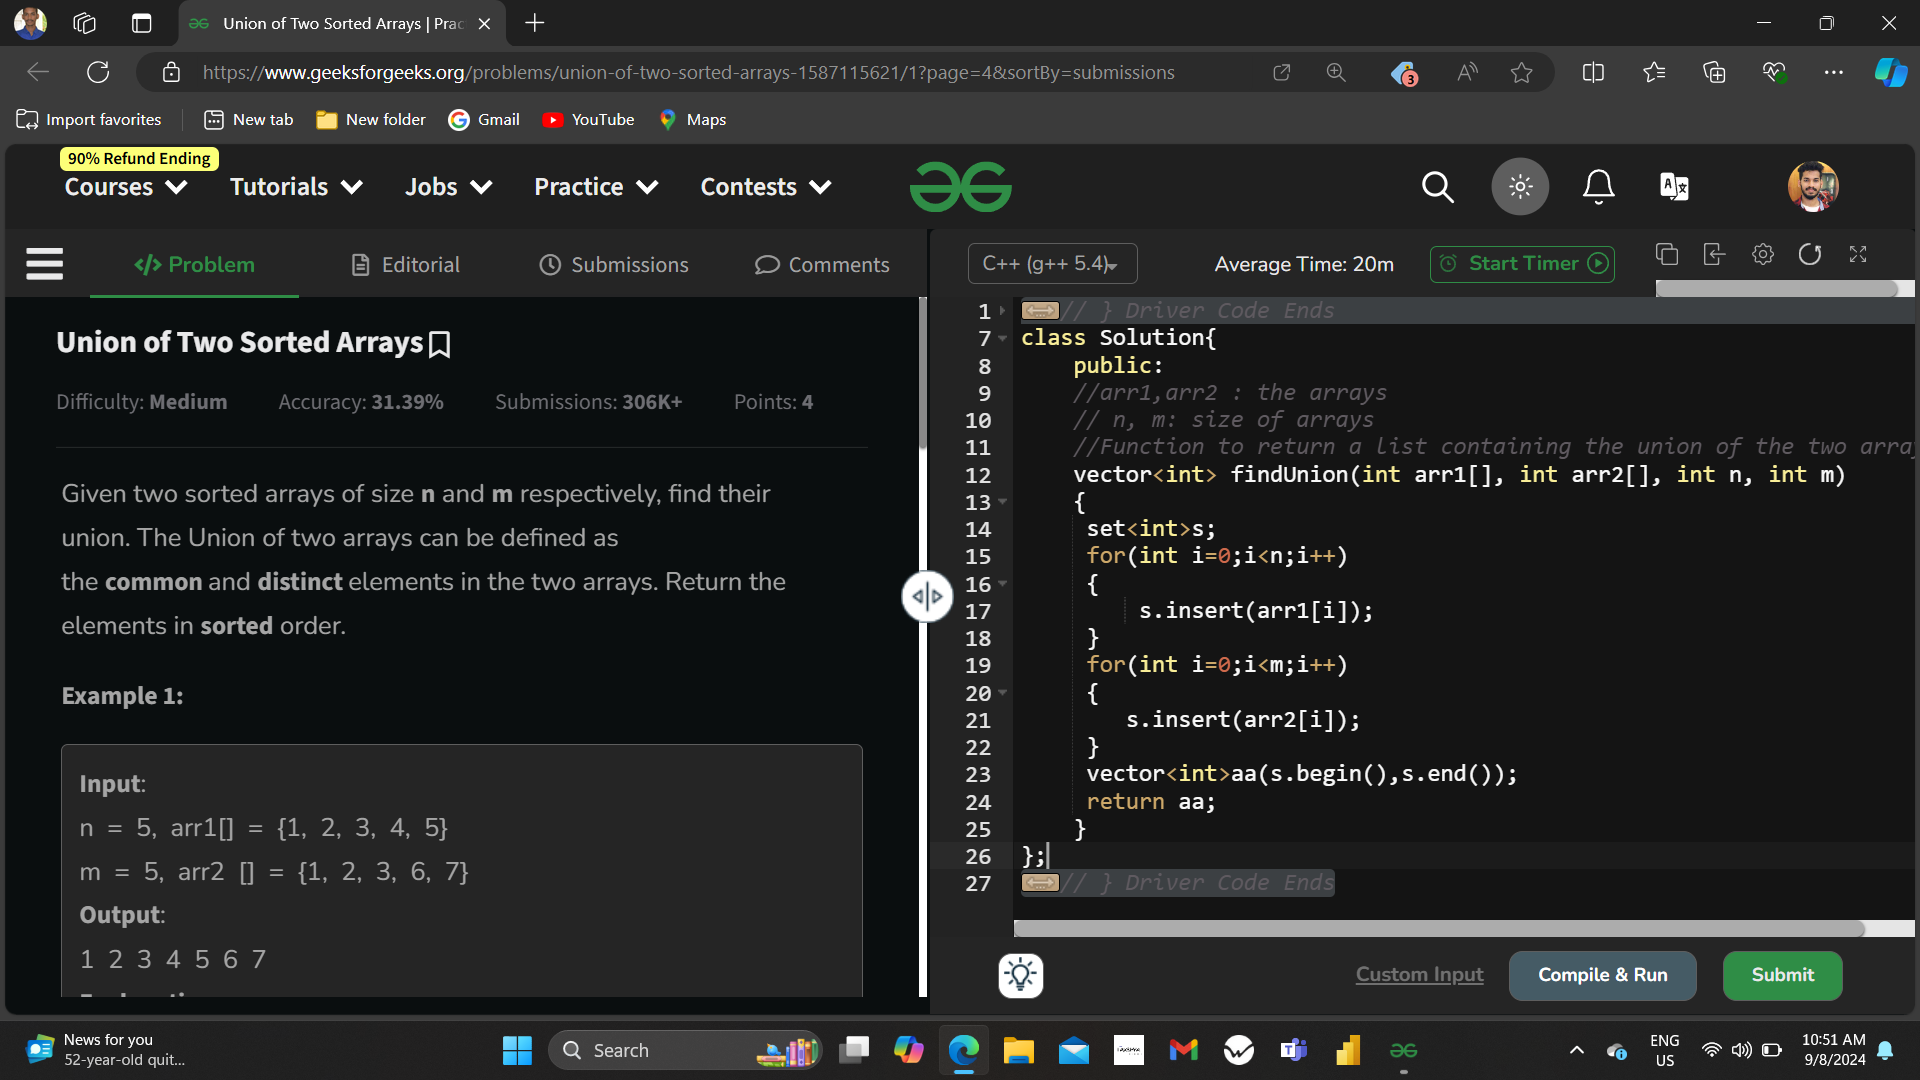 Union of Two Sorted Arrays | Prac
https://www.geeksforgeeks.org/problems/union-of-two-sorted-arrays-1587115621/1?page=4&sortBy=submissions
3
Import favorites
New tab
New folder
Gmail
YouTube
Maps
90% Refund Ending
Courses
Tutorials
Jobs
Practice
Contests
</> Problem
Editorial
Submissions
Comments
Union of Two Sorted Arrays
Difficulty: Medium
Accuracy: 31.39%
Submissions: 306K+
Points: 4
Given two sorted arrays of size n and m respectively, find their
union. The Union of two arrays can be defined as
the common and distinct elements in the two arrays. Return the
elements in sorted order.
Example 1:
Input:
n = 5, arr1[] = {1, 2, 3, 4, 5}
m = 5, arr2 [] = {1, 2, 3, 6, 7}
Output:
1 2 3 4 5 6 7
C++ (g++ 5.4)
Average Time: 20m
Start Timer
1 // } Driver Code Ends
7 class Solution{
8 public:
9 //arr1,arr2 : the arrays
10 // n, m: size of arrays
11 //Function to return a list containing the union of the two arra
12 vector<int> findUnion(int arr1[], int arr2[], int n, int m)
13 {
14 set<int>s;
15 for(int i=0;i<n;i++)
16 {
17 s.insert(arr1[i]);
18 }
19 for(int i=0;i<m;i++)
20 {
21 s.insert(arr2[i]);
22 }
23 vector<int>aa(s.begin(),s.end());
24 return aa;
25 }
26 };
27 // } Driver Code Ends
Custom Input
Compile & Run
Submit
News for you
52-year-old quit...
Search
ENG
US
10:51 AM
9/8/2024